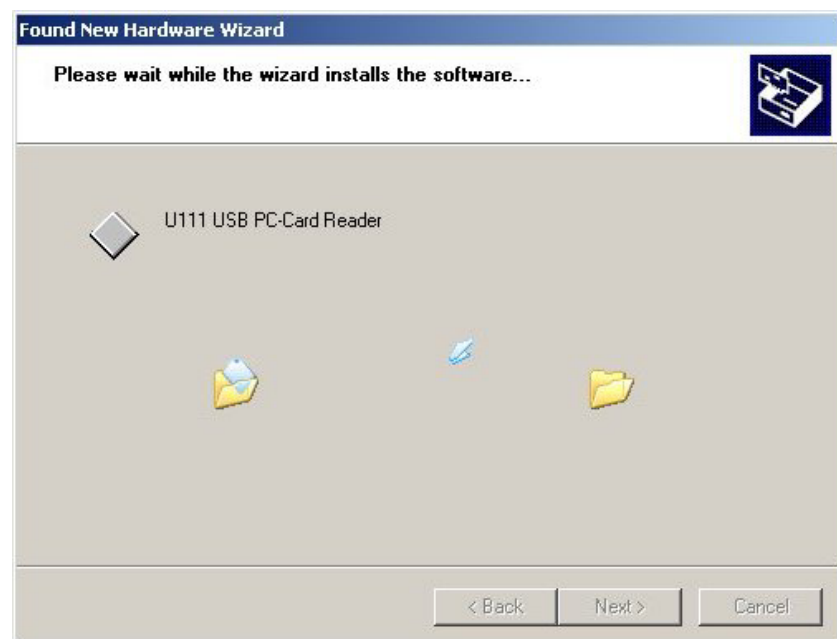 Found New Hardware Wizard
Please wait while the wizard installs the software...
U111 USB PC-Card Reader
< Back
Next >
Cancel